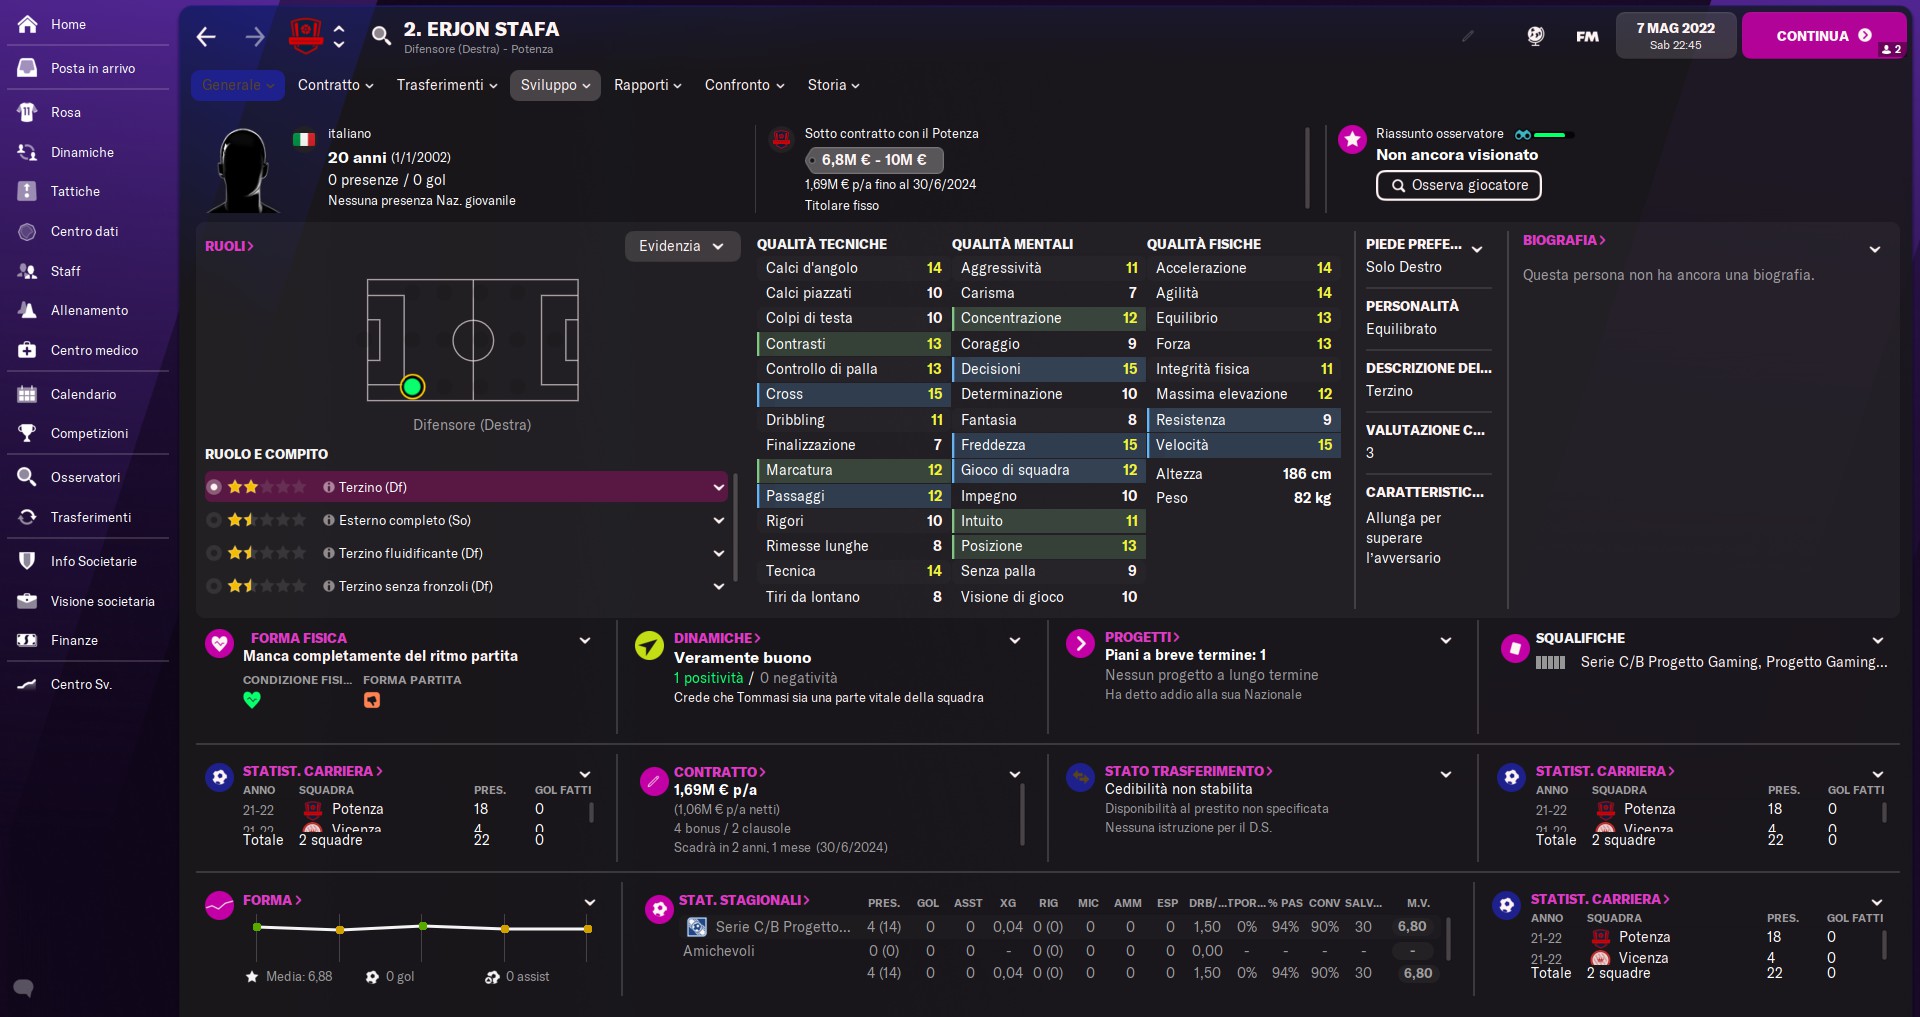 Home
Posta in arrivo
Rosa
Dinamiche
Tattiche
Centro dati
Staff
Allenamento
Centro medico
Calendario
Competizioni
Osservatori
Trasferimenti
Info Societarie
Visione societaria
Finanze
Centro Sv.
2. ERJON STAFA
Difensore (Destra) - Potenza
FM
7 MAG 2022
Sab 22:45
CONTINUA
2
Generale Contratto Trasferimenti Sviluppo Rapporti Confronto Storia
italiano
20 anni (1/1/2002)
0 presenze / 0 gol
Nessuna presenza Naz. giovanile
Sotto contratto con il Potenza
6,8M € - 10M €
1,69M € p/a fino al 30/6/2024
Titolare fisso
Riassunto osservatore
Non ancora visionato
Osserva giocatore
RUOLI
Evidenzia
Difensore (Destra)
RUOLO E COMPITO
Terzino (Df)
Esterno completo (So)
Terzino fluidificante (Df)
Terzino senza fronzoli (Df)
QUALITÀ TECNICHE
Calci d'angolo 14
Calci piazzati 10
Colpi di testa 10
Contrasti 13
Controllo di palla 13
Cross 15
Dribbling 11
Finalizzazione 7
Marcatura 12
Passaggi 12
Rigori 10
Rimesse lunghe 8
Tecnica 14
Tiri da lontano 8
QUALITÀ MENTALI
Aggressività 11
Carisma 7
Concentrazione 12
Coraggio 9
Decisioni 15
Determinazione 10
Fantasia 8
Freddezza 15
Gioco di squadra 12
Impegno 10
Intuito 11
Posizione 13
Senza palla 9
Visione di gioco 10
QUALITÀ FISICHE
Accelerazione 14
Agilità 14
Equilibrio 13
Forza 13
Integrità fisica 11
Massima elevazione 12
Resistenza 9
Velocità 15
Altezza 186 cm
Peso 82 kg
PIEDE PREFE...
Solo Destro
PERSONALITÀ
Equilibrato
DESCRIZIONE DEI...
Terzino
VALUTAZIONE C...
3
CARATTERISTIC...
Allunga per
superare
l'avversario
BIOGRAFIA
Questa persona non ha ancora una biografia.
FORMA FISICA
Manca completamente del ritmo partita
CONDIZIONE FISI... FORMA PARTITA
DINAMICHE
Veramente buono
1 positività / 0 negatività
Crede che Tommasi sia una parte vitale della squadra
PROGETTI
Piani a breve termine: 1
Nessun progetto a lungo termine
Ha detto addio alla sua Nazionale
SQUALIFICHE
Serie C/B Progetto Gaming, Progetto Gaming...
STATIST. CARRIERA
ANNO SQUADRA PRES. GOL FATTI
21-22 Potenza 18 0
21-22 Vicenza 4 0
Totale 2 squadre 22 0
CONTRATTO
1,69M € p/a
(1,06M € p/a netti)
4 bonus / 2 clausole
Scadrà in 2 anni, 1 mese (30/6/2024)
STATO TRASFERIMENTO
Cedibilità non stabilita
Disponibilità al prestito non specificata
Nessuna istruzione per il D.S.
STATIST. CARRIERA
ANNO SQUADRA PRES. GOL FATTI
21-22 Potenza 18 0
21-22 Vicenza 4 0
Totale 2 squadre 22 0
FORMA
Media: 6,88 0 gol 0 assist
STAT. STAGIONALI PRES. GOL ASST XG RIG MIC AMM ESP DRB/... TPOR... % PAS CONV SALV... M.V.
Serie C/B Progetto... 4 (14) 0 0 0,04 0 (0) 0 0 0 1,50 0% 94% 90% 30 6,80
Amichevoli 0 (0) 0 0 - 0 (0) 0 0 0 0,00 - - - - -
4 (14) 0 0 0,04 0 (0) 0 0 0 1,50 0% 94% 90% 30 6,80
STATIST. CARRIERA
ANNO SQUADRA PRES. GOL FATTI
21-22 Potenza 18 0
21-22 Vicenza 4 0
Totale 2 squadre 22 0